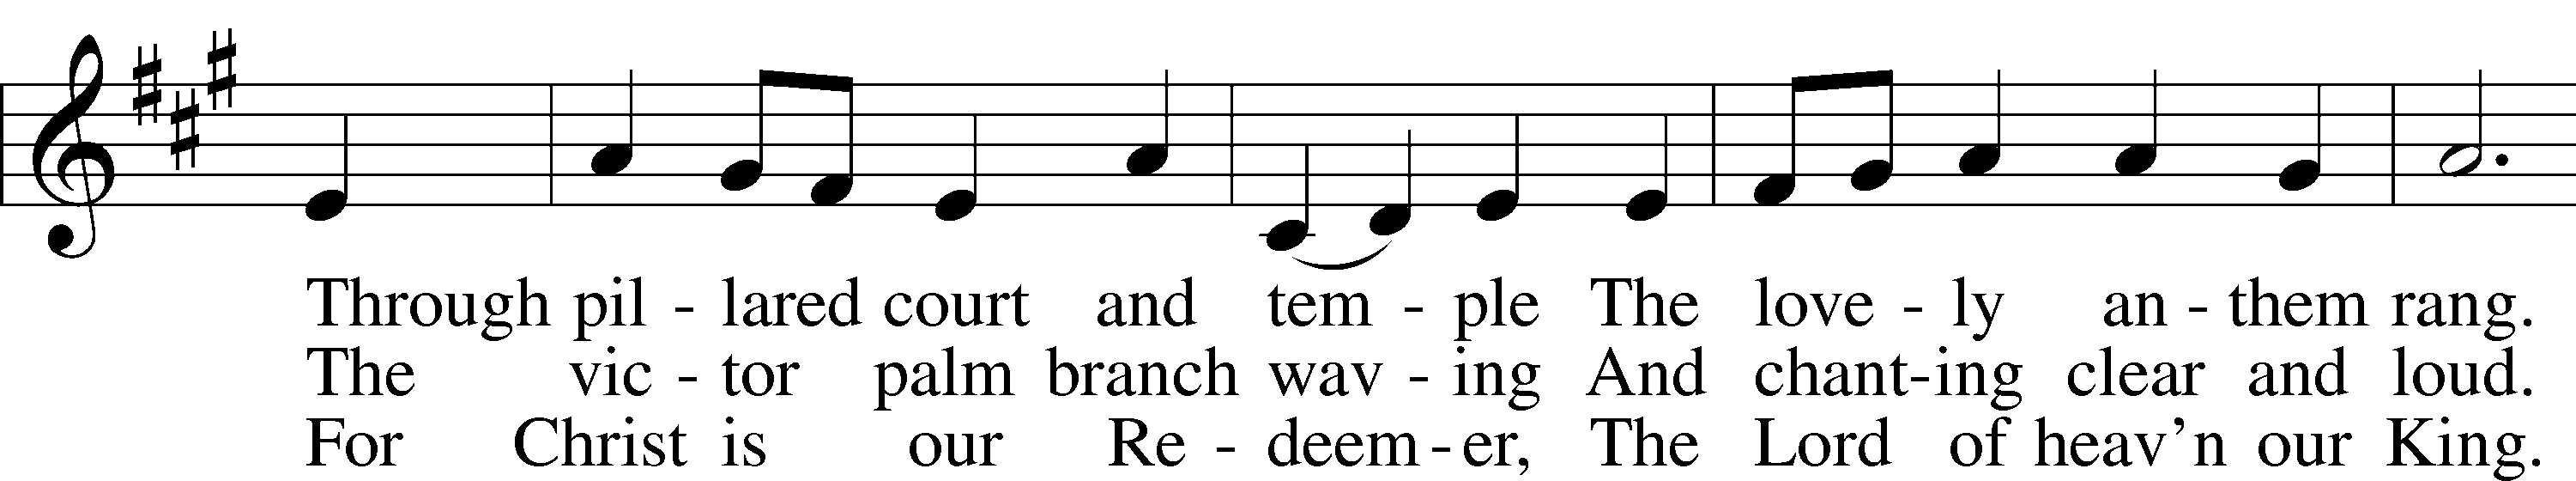 Through pil - lared court and tem - ple The love - ly an - them rang.
The vic - tor palm branch wav - ing And chant - ing clear and loud.
For Christ is our Re - deem - er, The Lord of heav'n our King.